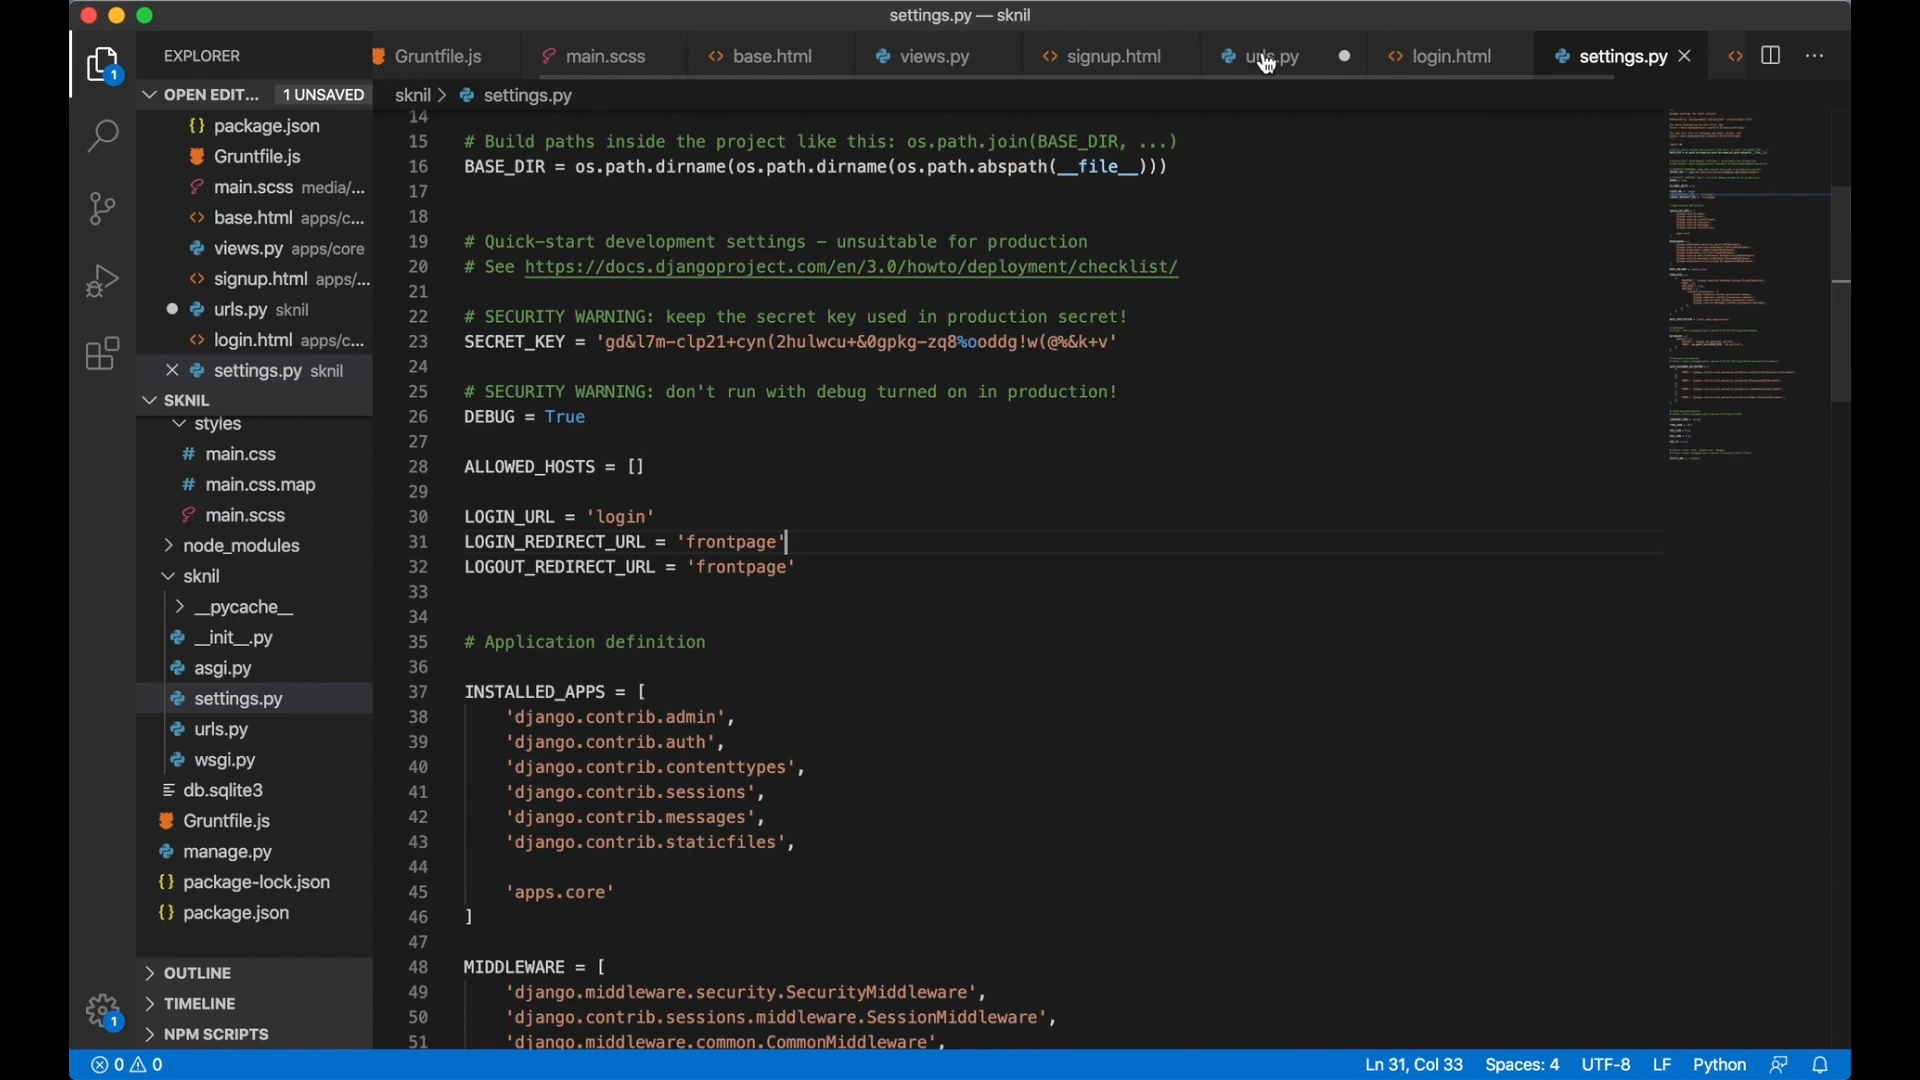 settings.py — sknil
EXPLORER
Gruntfile.js
main.scss
base.html
views.py
signup.html
urls.py
login.html
settings.py
OPEN EDIT... 1 UNSAVED
sknil > settings.py
package.json
Gruntfile.js
main.scss media/...
base.html apps/c...
views.py apps/core
signup.html apps/...
urls.py sknil
login.html apps/c...
settings.py sknil
SKNIL
styles
main.css
main.css.map
main.scss
node_modules
sknil
__pycache__
__init__.py
asgi.py
settings.py
urls.py
wsgi.py
db.sqlite3
Gruntfile.js
manage.py
package-lock.json
package.json
OUTLINE
TIMELINE
NPM SCRIPTS
14
15 # Build paths inside the project like this: os.path.join(BASE_DIR, ...)
16 BASE_DIR = os.path.dirname(os.path.dirname(os.path.abspath(__file__)))
17
18
19 # Quick-start development settings - unsuitable for production
20 # See https://docs.djangoproject.com/en/3.0/howto/deployment/checklist/
21
22 # SECURITY WARNING: keep the secret key used in production secret!
23 SECRET_KEY = 'gd&l7m-clp21+cyn(2hulwcu+&0gpkg-zq8%ooddg!w(@%&k+v'
24
25 # SECURITY WARNING: don't run with debug turned on in production!
26 DEBUG = True
27
28 ALLOWED_HOSTS = []
29
30 LOGIN_URL = 'login'
31 LOGIN_REDIRECT_URL = 'frontpage'
32 LOGOUT_REDIRECT_URL = 'frontpage'
33
34
35 # Application definition
36
37 INSTALLED_APPS = [
38 'django.contrib.admin',
39 'django.contrib.auth',
40 'django.contrib.contenttypes',
41 'django.contrib.sessions',
42 'django.contrib.messages',
43 'django.contrib.staticfiles',
44
45 'apps.core'
46 ]
47
48 MIDDLEWARE = [
49 'django.middleware.security.SecurityMiddleware',
50 'django.contrib.sessions.middleware.SessionMiddleware',
51 'django.middleware.common.CommonMiddleware',
0 0
Ln 31, Col 33 Spaces: 4 UTF-8 LF Python
1
1